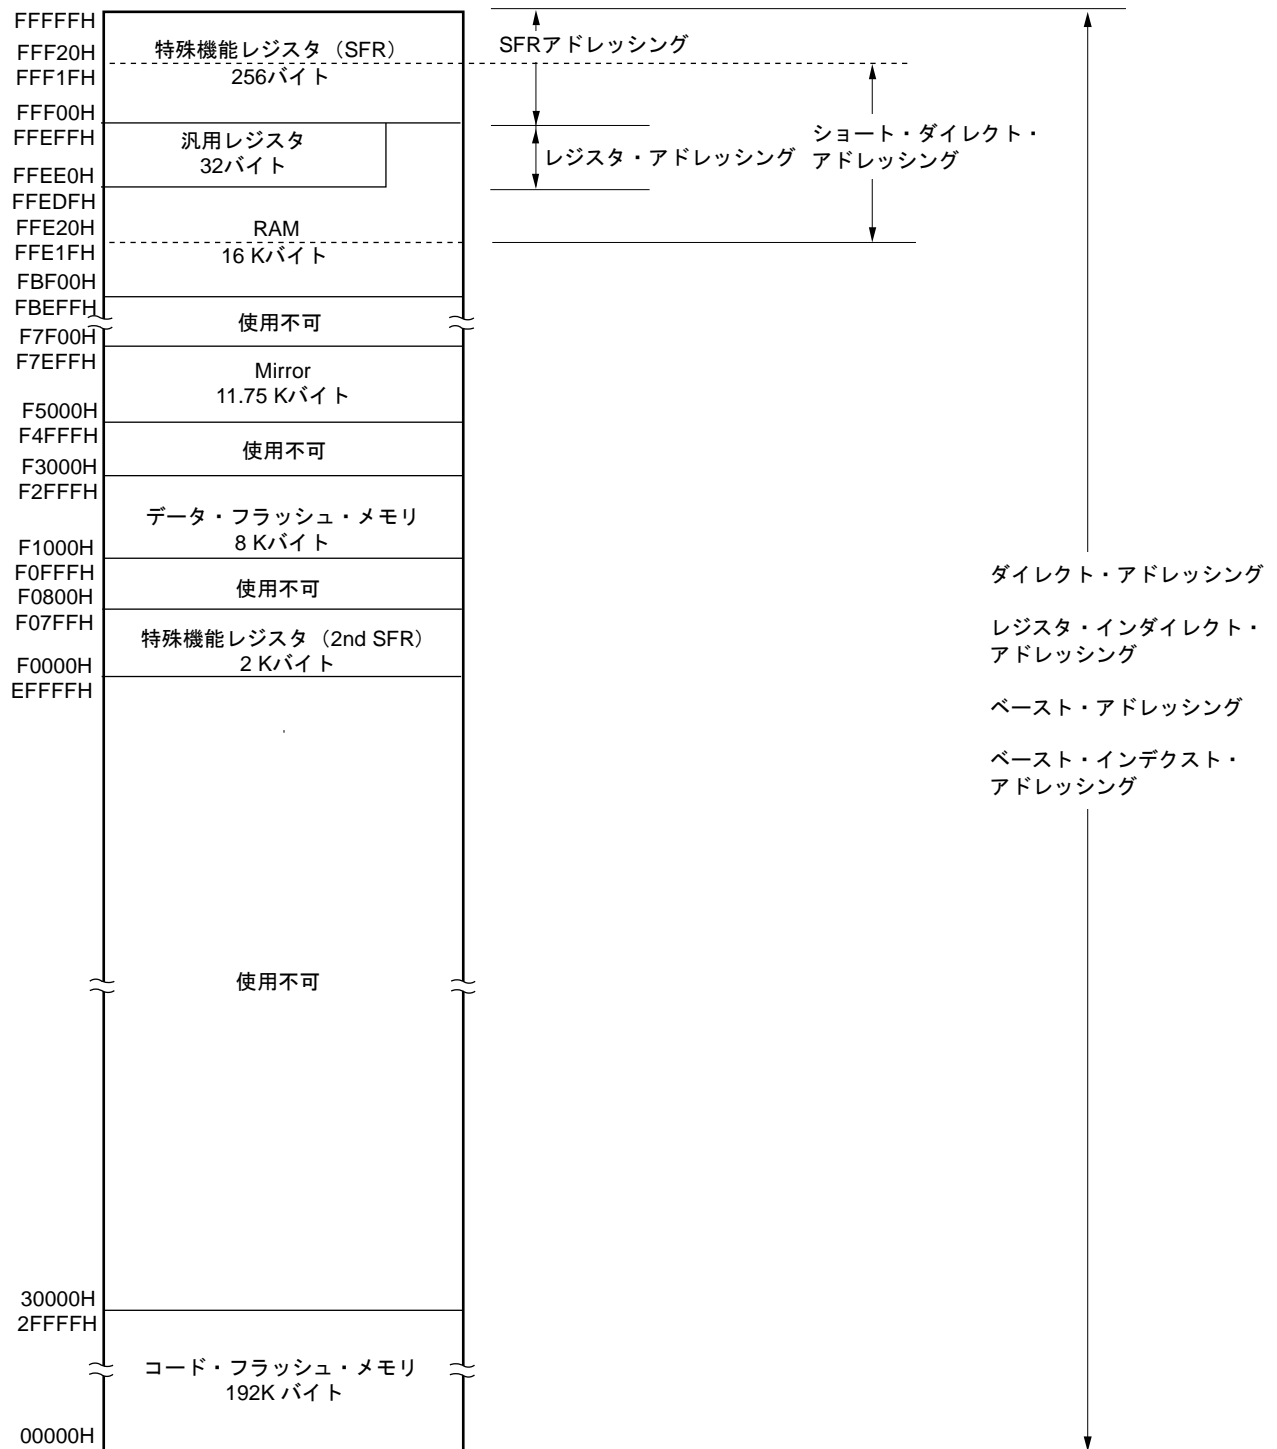 FFFFFH
FFF20H
FFF1FH
FFF00H
FFEFFH
FFEE0H
FFEDFH
FFE20H
FFE1FH
FBF00H
FBEFFH
F7F00H
F7EFFH
F5000H
F4FFFH
F3000H
F2FFFH
F1000H
F0FFFH
F0800H
F07FFH
F0000H
EFFFFH
30000H
2FFFFH
00000H
特殊機能レジスタ（SFR）
256バイト
汎用レジスタ
32バイト
RAM
16 Kバイト
使用不可
Mirror
11.75 Kバイト
使用不可
データ・フラッシュ・メモリ
8 Kバイト
使用不可
特殊機能レジスタ（2nd SFR）
2 Kバイト
使用不可
コード・フラッシュ・メモリ
192K バイト
SFRアドレッシング
レジスタ・アドレッシング
ショート・ダイレクト・
アドレッシング
ダイレクト・アドレッシング
レジスタ・インダイレクト・
アドレッシング
ベースト・アドレッシング
ベースト・インデクスト・
アドレッシング